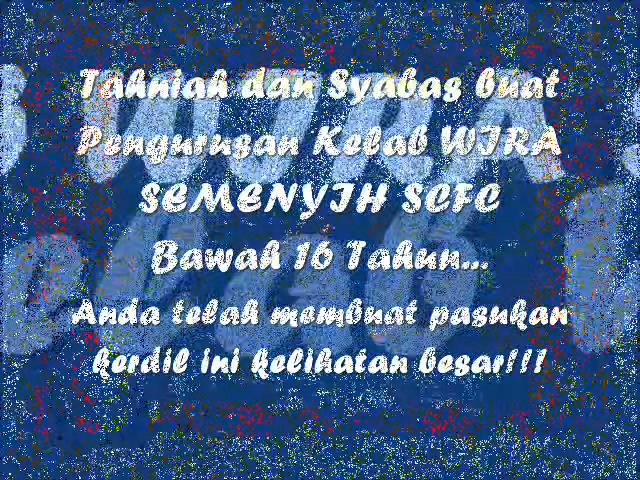 Tahniah dan Syabas buat
Pengurusan Kelab WIRA
SEMENYIH SCFC
Bawah 16 Tahun...
Anda telah membuat pasukan
kerdil ini kelihatan besar!!!